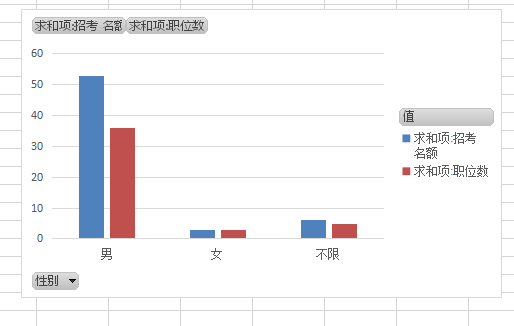 求和项:招考 名额 求和项:职位数
60
50
40
30
20
10
0
男 女 不限
值
求和项:招考
名额
求和项:职位数
性别